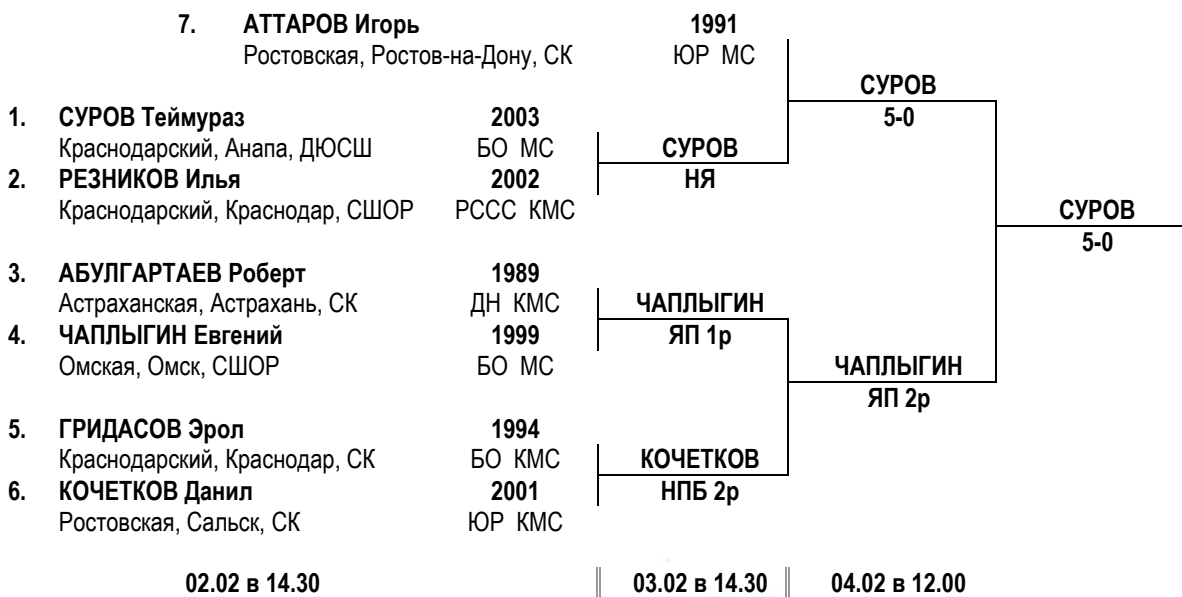 7. АТТАРОВ Игорь 1991
Ростовская, Ростов-на-Дону, СК ЮР МС
СУРОВ
1. СУРОВ Теймураз 2003 5-0
Краснодарский, Анапа, ДЮСШ БО МС СУРОВ
2. РЕЗНИКОВ Илья 2002 НЯ
Краснодарский, Краснодар, СШОР РССС КМС СУРОВ
5-0
3. АБУЛГАРТАЕВ Роберт 1989
Астраханская, Астрахань, СК ДН КМС ЧАПЛЫГИН
4. ЧАПЛЫГИН Евгений 1999 ЯП 1р
Омская, Омск, СШОР БО МС ЧАПЛЫГИН
ЯП 2р
5. ГРИДАСОВ Эрол 1994
Краснодарский, Краснодар, СК БО КМС КОЧЕТКОВ
6. КОЧЕТКОВ Данил 2001 НПБ 2р
Ростовская, Сальск, СК ЮР КМС
02.02 в 14.30 03.02 в 14.30 04.02 в 12.00